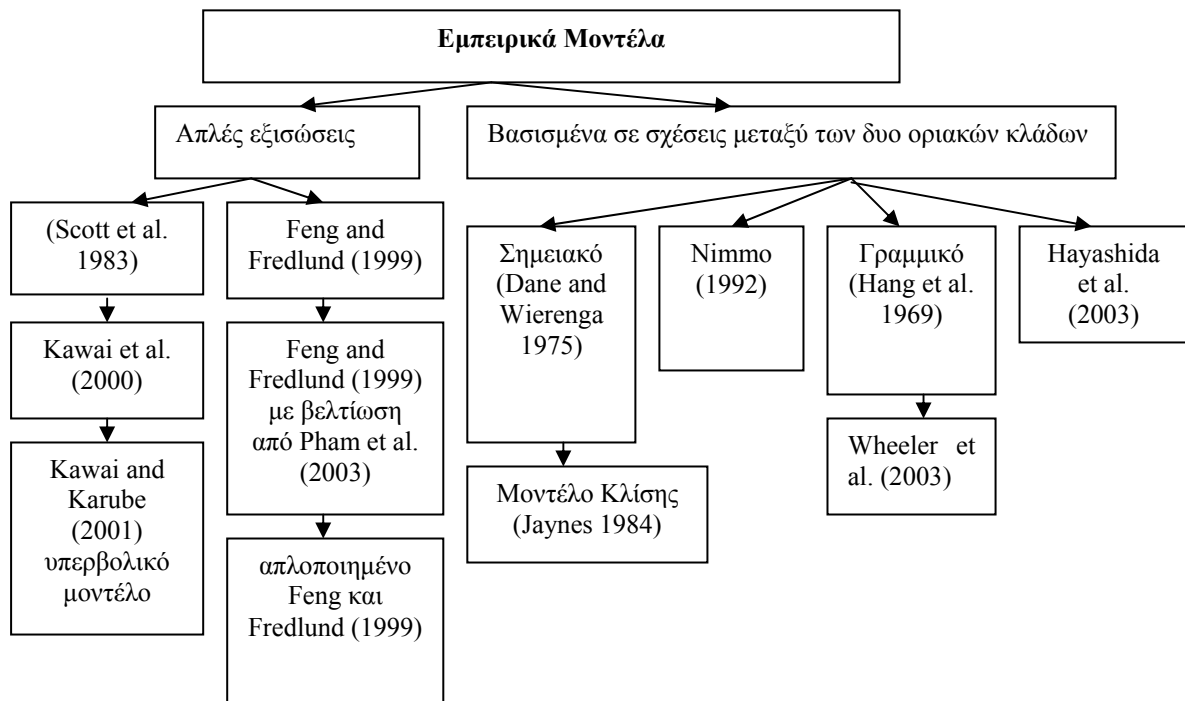 Εμπειρικά Μοντέλα
Απλές εξισώσεις
Βασισμένα σε σχέσεις μεταξύ των δυο οριακών κλάδων
(Scott et al.
1983)
Feng and
Fredlund (1999)
Σημειακό
(Dane and
Wierenga
1975)
Nimmo
(1992)
Γραμμικό
(Hang et al.
1969)
Hayashida
et al.
(2003)
Kawai et al.
(2000)
Feng and
Fredlund (1999)
με βελτίωση
από Pham et al.
(2003)
Wheeler et
al. (2003)
Kawai and
Karube
(2001)
υπερβολικό
μοντέλο
Μοντέλο Κλίσης
(Jaynes 1984)
απλοποιημένο
Feng και
Fredlund (1999)